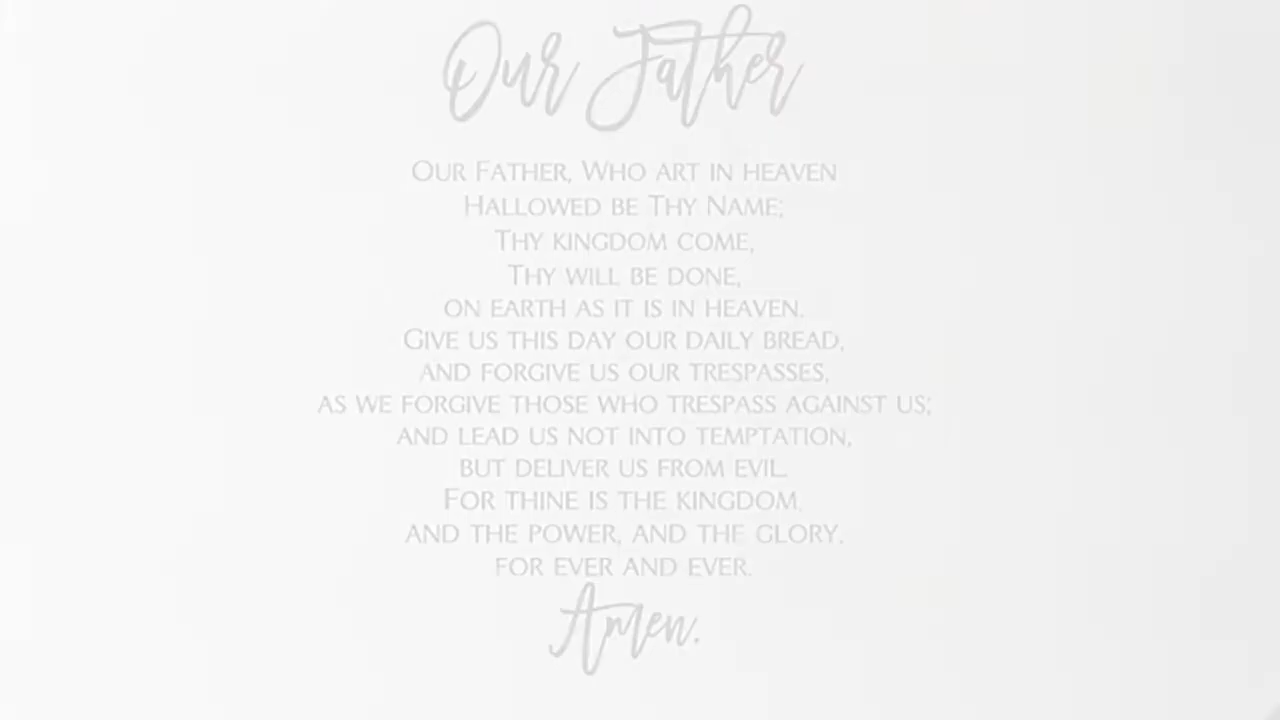 Our Father
OUR FATHER, WHO ART IN HEAVEN
HALLOWED BE THY NAME;
THY KINGDOM COME,
THY WILL BE DONE,
ON EARTH AS IT IS IN HEAVEN.
GIVE US THIS DAY OUR DAILY BREAD,
AND FORGIVE US OUR TRESPASSES,
AS WE FORGIVE THOSE WHO TRESPASS AGAINST US;
AND LEAD US NOT INTO TEMPTATION,
BUT DELIVER US FROM EVIL.
FOR THINE IS THE KINGDOM,
AND THE POWER, AND THE GLORY,
FOR EVER AND EVER.
Amen.